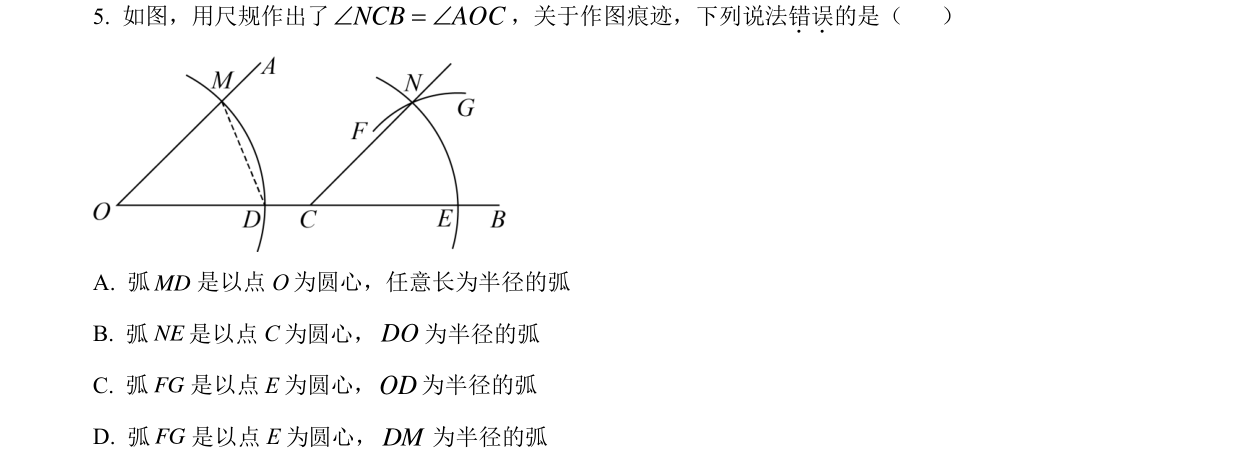 5. 如图，用尺规作出了∠NCB=∠AOC，关于作图痕迹，下列说法错误的是（　　）
M A N G F O D C E B
A. 弧 MD 是以点 O 为圆心，任意长为半径的弧
B. 弧 NE 是以点 C 为圆心，DO 为半径的弧
C. 弧 FG 是以点 E 为圆心，OD 为半径的弧
D. 弧 FG 是以点 E 为圆心，DM 为半径的弧